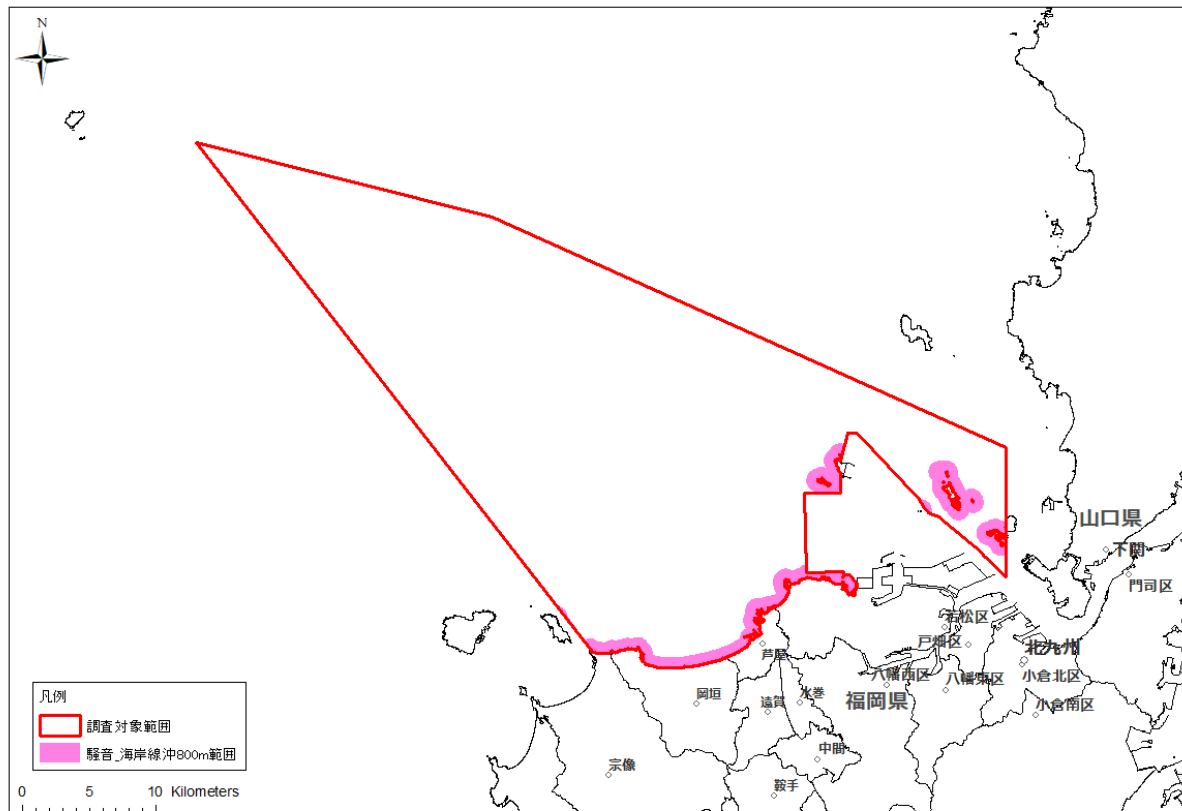 N
山口県
下関
門司区
若松区
戸畑区
北九州
芦屋
小倉北区
八幡西区
八幡東区
岡垣
遠賀
水巻
福岡県
小倉南区
中間
宗像
鞍手
凡例
調査対象範囲
騒音_海岸線沖800m範囲
0 5 10 Kilometers